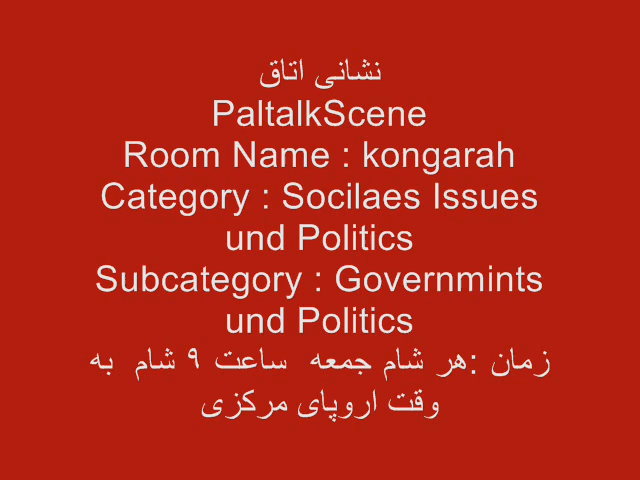 نشانی اتاق
PaltalkScene
Room Name : kongarah
Category : Socilaes Issues
und Politics
Subcategory : Governmints
und Politics
زمان :هر شام جمعه ساعت ۹ شام به
وقت اروپای مرکزی